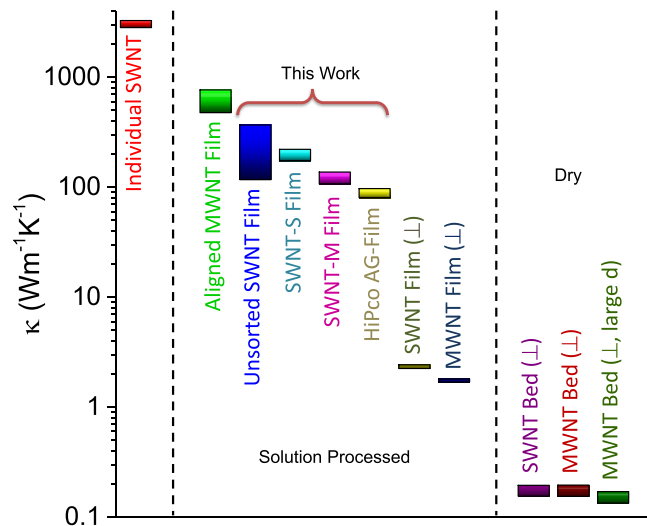 κ (Wm⁻¹K⁻¹)
1000
100
10
1
0.1
Individual SWNT
This Work
Aligned MWNT Film
Unsorted SWNT Film
SWNT-S Film
SWNT-M Film
HiPco AG-Film
SWNT Film (⊥)
MWNT Film (⊥)
Solution Processed
Dry
SWNT Bed (⊥)
MWNT Bed (⊥)
MWNT Bed (⊥, large d)